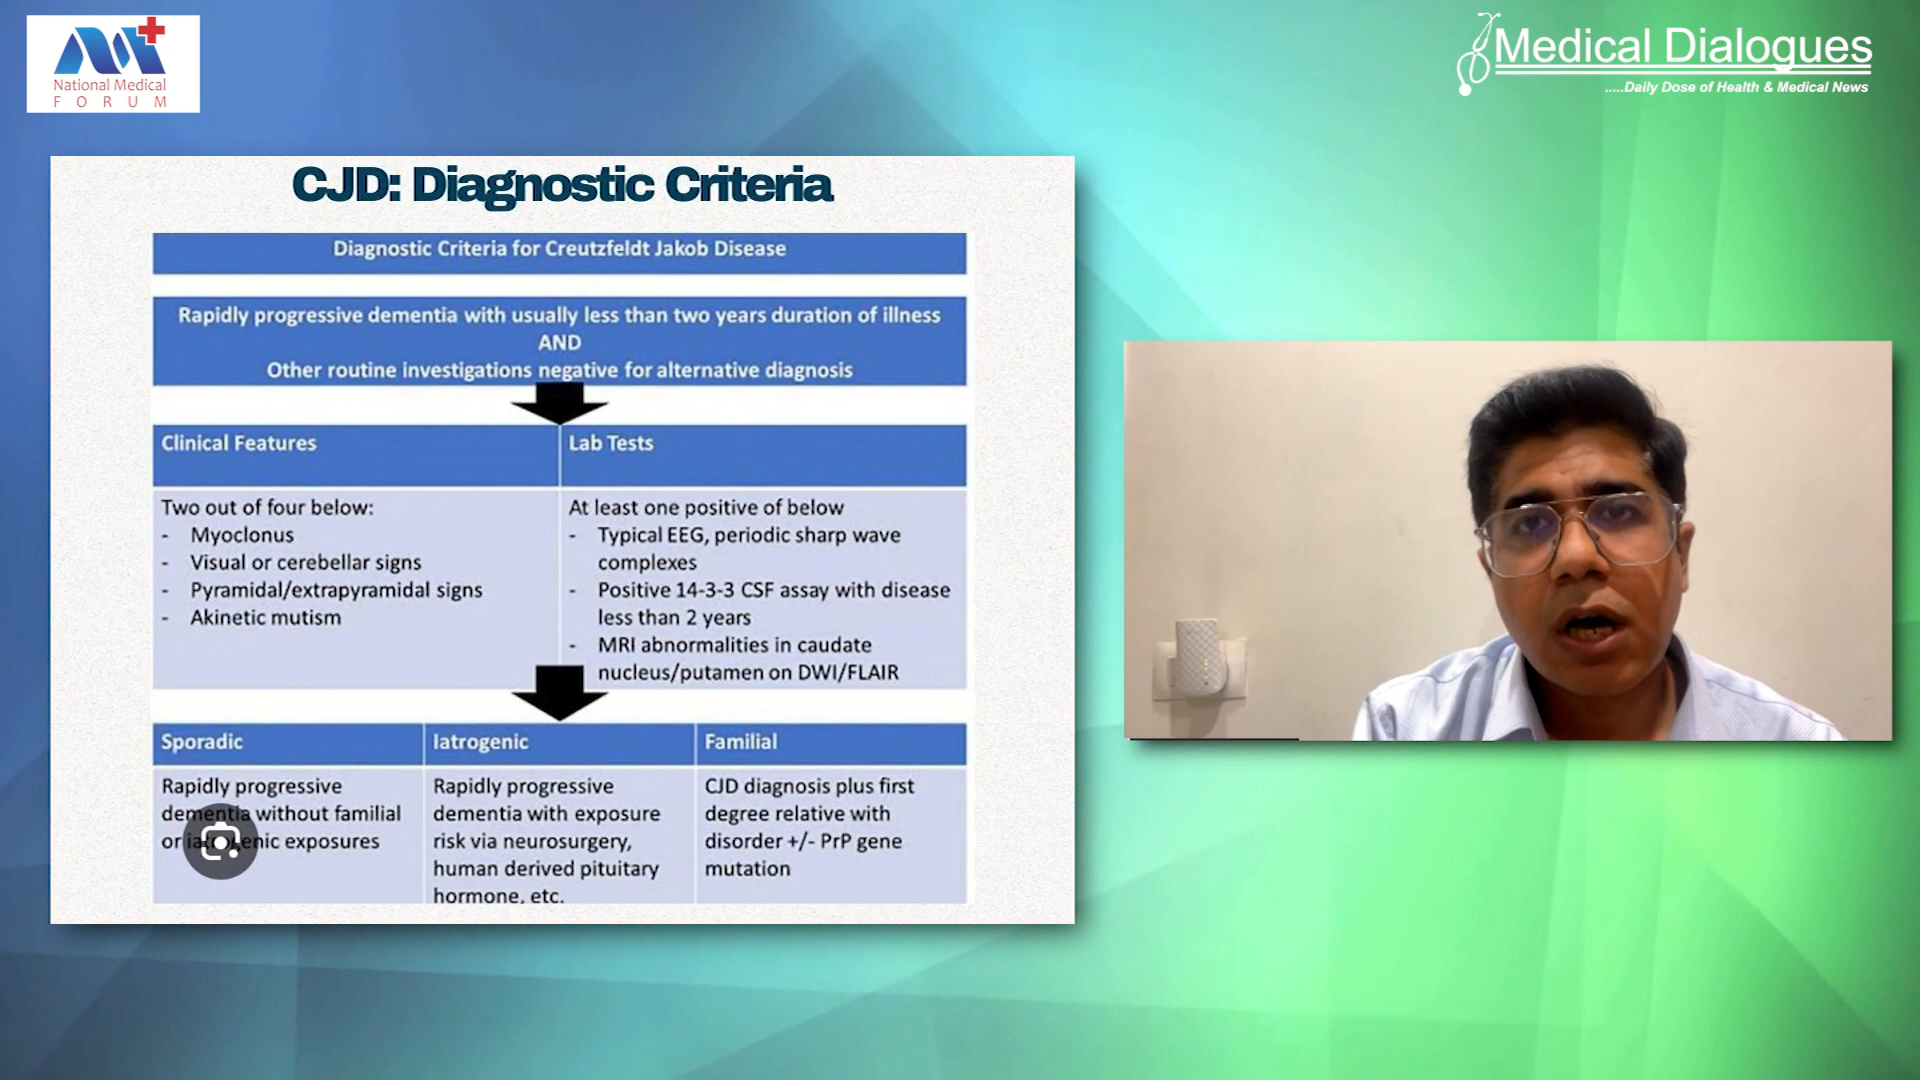 National Medical
FORUM
Medical Dialogues
.....Daily Dose of Health & Medical News
CJD: Diagnostic Criteria
Diagnostic Criteria for Creutzfeldt Jakob Disease
Rapidly progressive dementia with usually less than two years duration of illness
AND
Other routine investigations negative for alternative diagnosis
Clinical Features
Two out of four below:
- Myoclonus
- Visual or cerebellar signs
- Pyramidal/extrapyramidal signs
- Akinetic mutism
Lab Tests
At least one positive of below
- Typical EEG, periodic sharp wave
complexes
- Positive 14-3-3 CSF assay with disease
less than 2 years
- MRI abnormalities in caudate
nucleus/putamen on DWI/FLAIR
Sporadic
Rapidly progressive
dementia without familial
or iatrogenic exposures
Iatrogenic
Rapidly progressive
dementia with exposure
risk via neurosurgery,
human derived pituitary
hormone, etc.
Familial
CJD diagnosis plus first
degree relative with
disorder +/- PrP gene
mutation